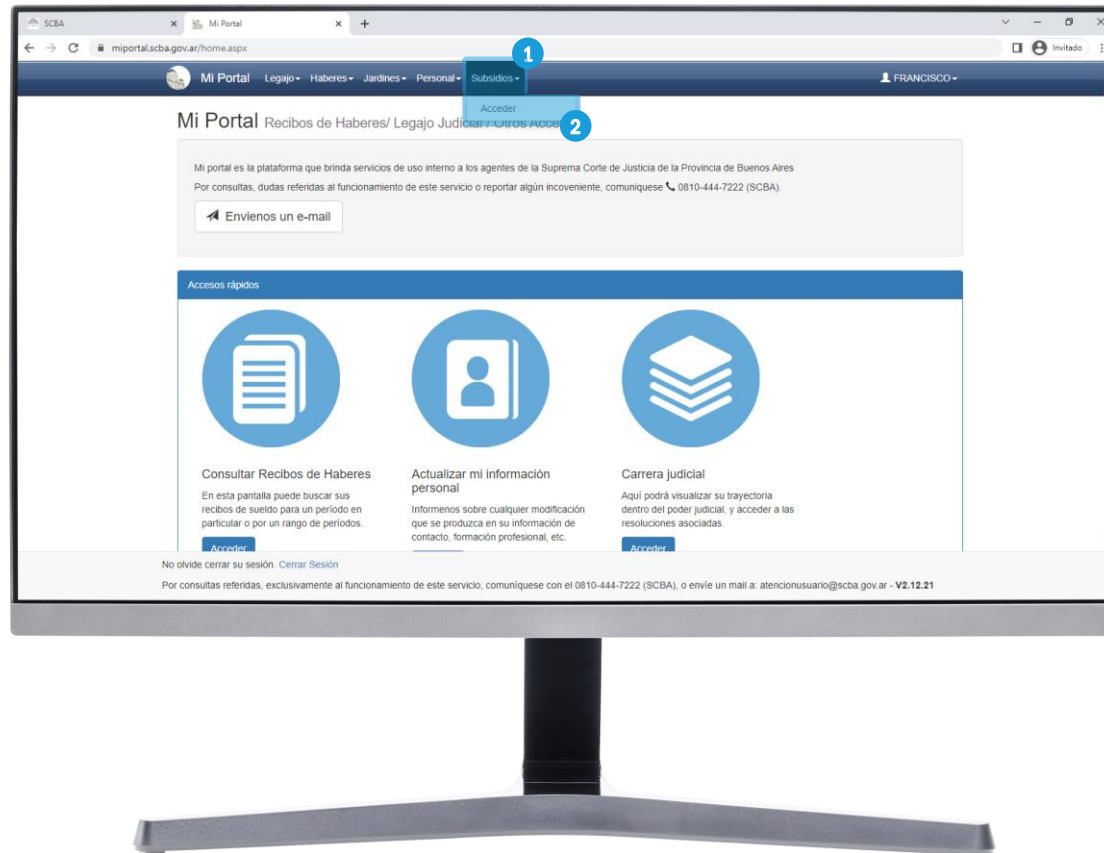 SCBA
Mi Portal
miportal.scba.gov.ar/home.aspx
Invitado
1
Mi Portal Legajo Haberes Jardines Personal Subsidios FRANCISCO
Acceder
2
Mi Portal Recibos de Haberes/ Legajo Judicial / Otros
Mi portal es la plataforma que brinda servicios de uso interno a los agentes de la Suprema Corte de Justicia de la Provincia de Buenos Aires
Por consultas, dudas referidas al funcionamiento de este servicio o reportar algún incoveniente, comuniquese 0810-444-7222 (SCBA).
Envienos un e-mail
Accesos rápidos
Consultar Recibos de Haberes
En esta pantalla puede buscar sus
recibos de sueldo para un período en
particular o por un rango de períodos.
Acceder
Actualizar mi información
personal
Informenos sobre cualquier modificación
que se produzca en su información de
contacto, formación profesional, etc.
Carrera judicial
Aquí podrá visualizar su trayectoria
dentro del poder judicial, y acceder a las
resoluciones asociadas.
Acceder
No olvide cerrar su sesión. Cerrar Sesión
Por consultas referidas, exclusivamente al funcionamiento de este servicio, comuníquese con el 0810-444-7222 (SCBA), o envíe un mail a: atencionusuario@scba.gov.ar - V2.12.21